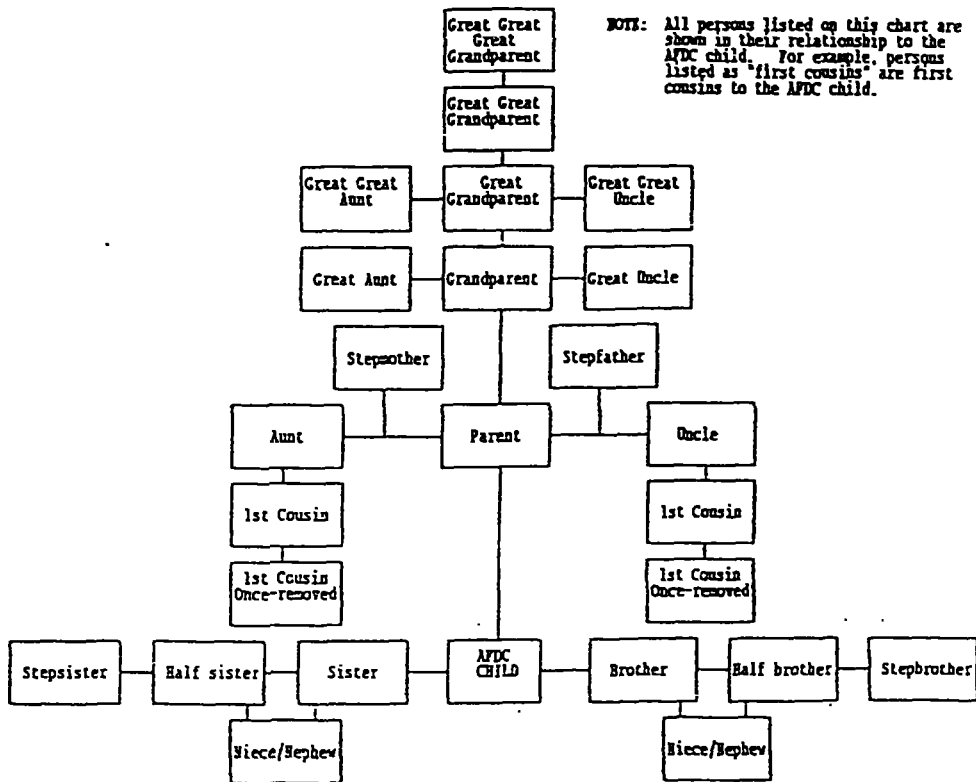 Great Great
Great
Grandparent
NOTE: All persons listed on this chart are
shown in their relationship to the
AFDC child. For example, persons
listed as "first cousins" are first
cousins to the AFDC child.
Great Great
Grandparent
Great Great
Aunt
Great
Grandparent
Great Great
Uncle
Great Aunt
Grandparent
Great Uncle
Stepmother
Stepfather
Aunt
Parent
Uncle
1st Cousin
1st Cousin
1st Cousin
Once-removed
1st Cousin
Once-removed
Stepsister
Half sister
Sister
AFDC
CHILD
Brother
Half brother
Stepbrother
Niece/Nephew
Niece/Nephew